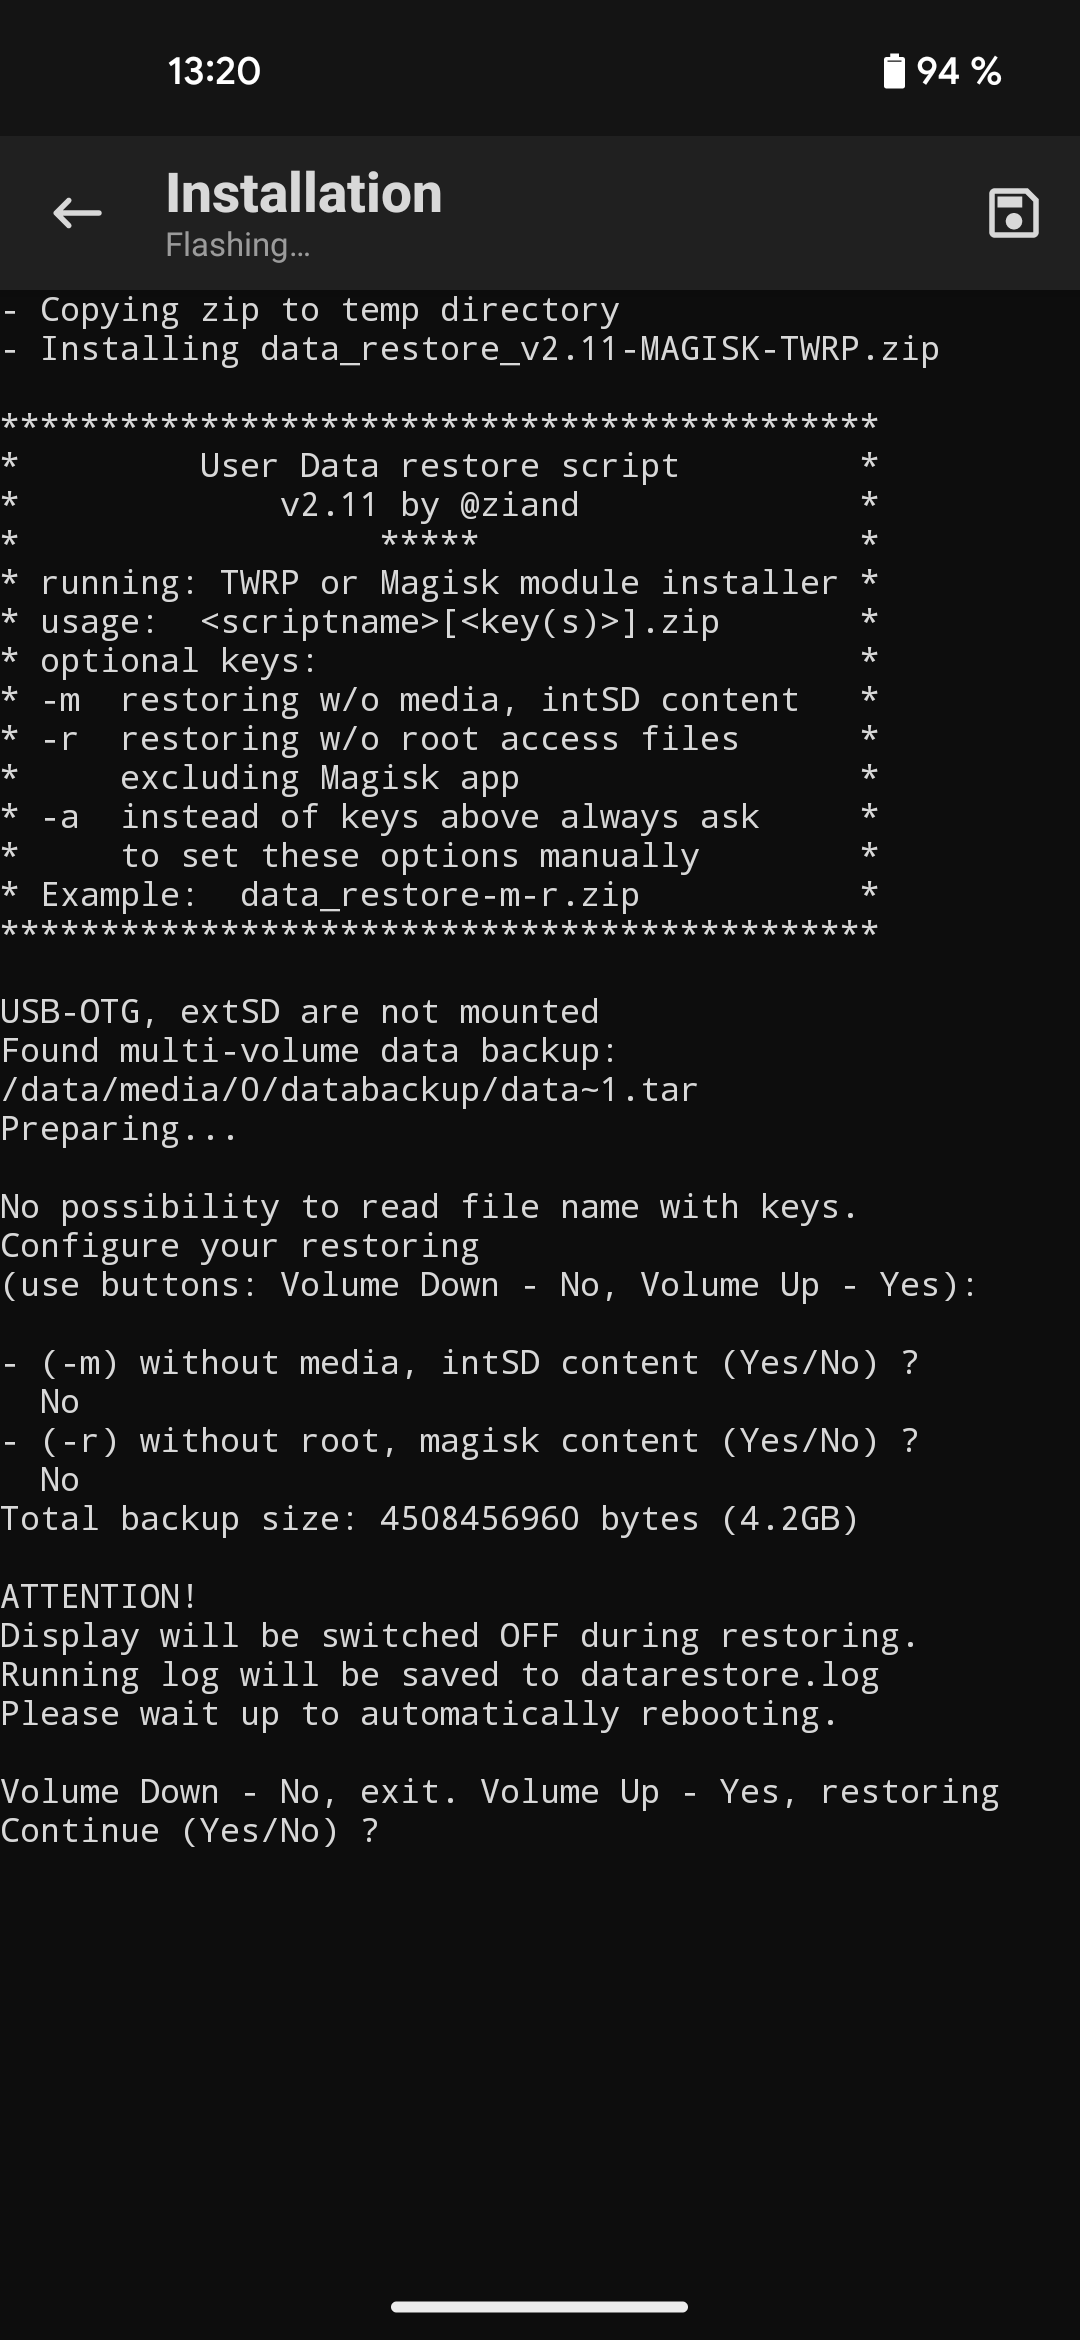 13:20
94 %
Installation
Flashing...
- Copying zip to temp directory
- Installing data_restore_v2.11-MAGISK-TWRP.zip
********************************************
*         User Data restore script         *
*             v2.11 by @ziand              *
*                  *****                   *
* running: TWRP or Magisk module installer *
* usage:  <scriptname>[<key(s)>].zip       *
* optional keys:                           *
* -m  restoring w/o media, intSD content   *
* -r  restoring w/o root access files      *
*     excluding Magisk app                 *
* -a  instead of keys above always ask     *
*     to set these options manually        *
* Example:  data_restore-m-r.zip           *
********************************************
USB-OTG, extSD are not mounted
Found multi-volume data backup:
/data/media/0/databackup/data~1.tar
Preparing...
No possibility to read file name with keys.
Configure your restoring
(use buttons: Volume Down - No, Volume Up - Yes):
- (-m) without media, intSD content (Yes/No) ?
  No
- (-r) without root, magisk content (Yes/No) ?
  No
Total backup size: 4508456960 bytes (4.2GB)
ATTENTION!
Display will be switched OFF during restoring.
Running log will be saved to datarestore.log
Please wait up to automatically rebooting.
Volume Down - No, exit. Volume Up - Yes, restoring
Continue (Yes/No) ?